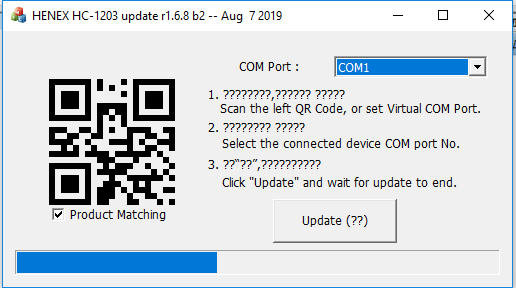 HENEX HC-1203 update r1.6.8 b2 -- Aug  7 2019
COM Port :
COM1
1. ????????,?????? ?????
Scan the left QR Code, or set Virtual COM Port.
2. ???????? ?????
Select the connected device COM port No.
3. ??“??”,??????????
Click "Update" and wait for update to end.
Product Matching
Update (??)